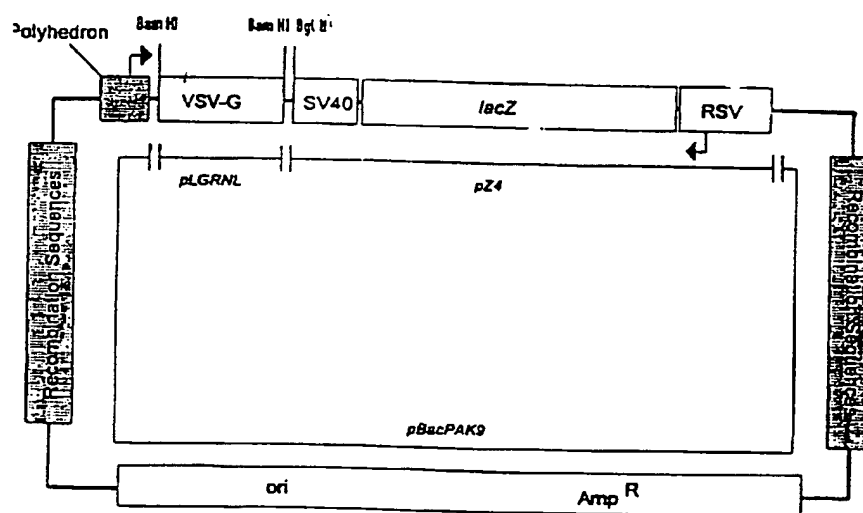 Bam HI
Bam HI Bgl II
Polyhedron
VSV-G
SV40
lacZ
RSV
pLGRNL
pZ4
Recombination Sequences
Recombination Sequences
pBacPAK9
ori
Amp R